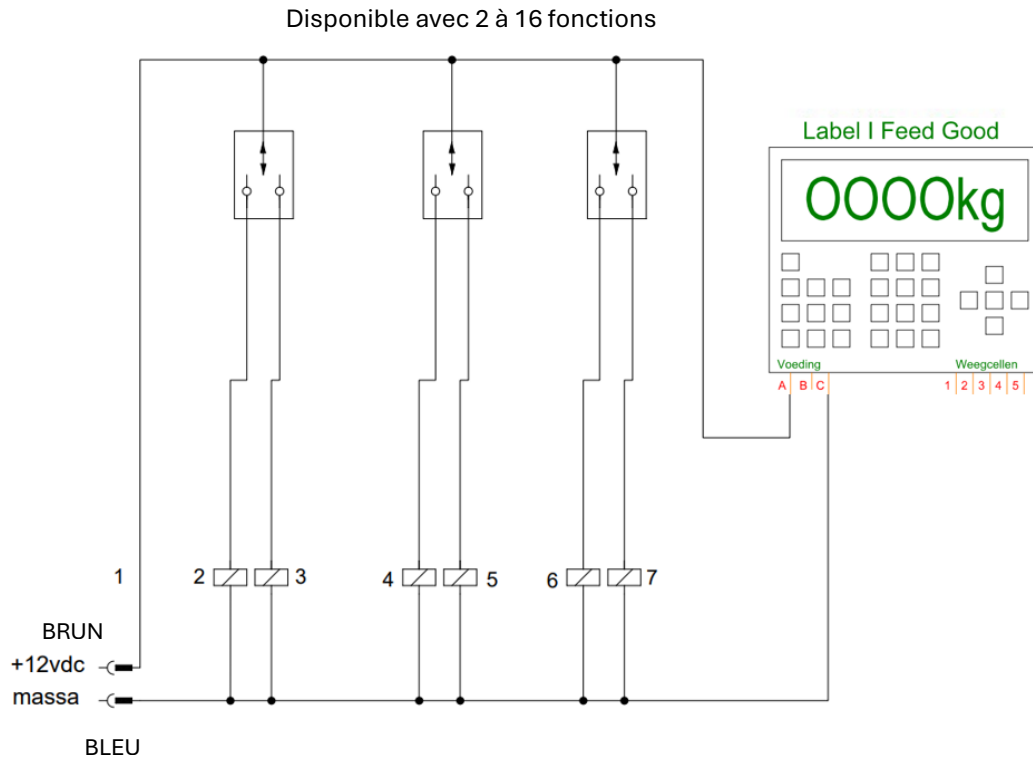 Disponible avec 2 à 16 fonctions
Label I Feed Good
OOOOkg
Voeding
Weegcellen
A B C
1 2 3 4 5
1
2
3
4
5
6
7
BRUN
+12vdc
massa
BLEU